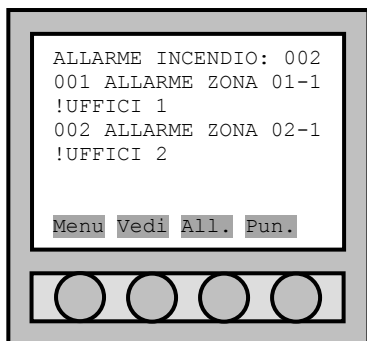 ALLARME INCENDIO: 002
001 ALLARME ZONA 01-1
!UFFICI 1
002 ALLARME ZONA 02-1
!UFFICI 2
Menu Vedi All. Pun.